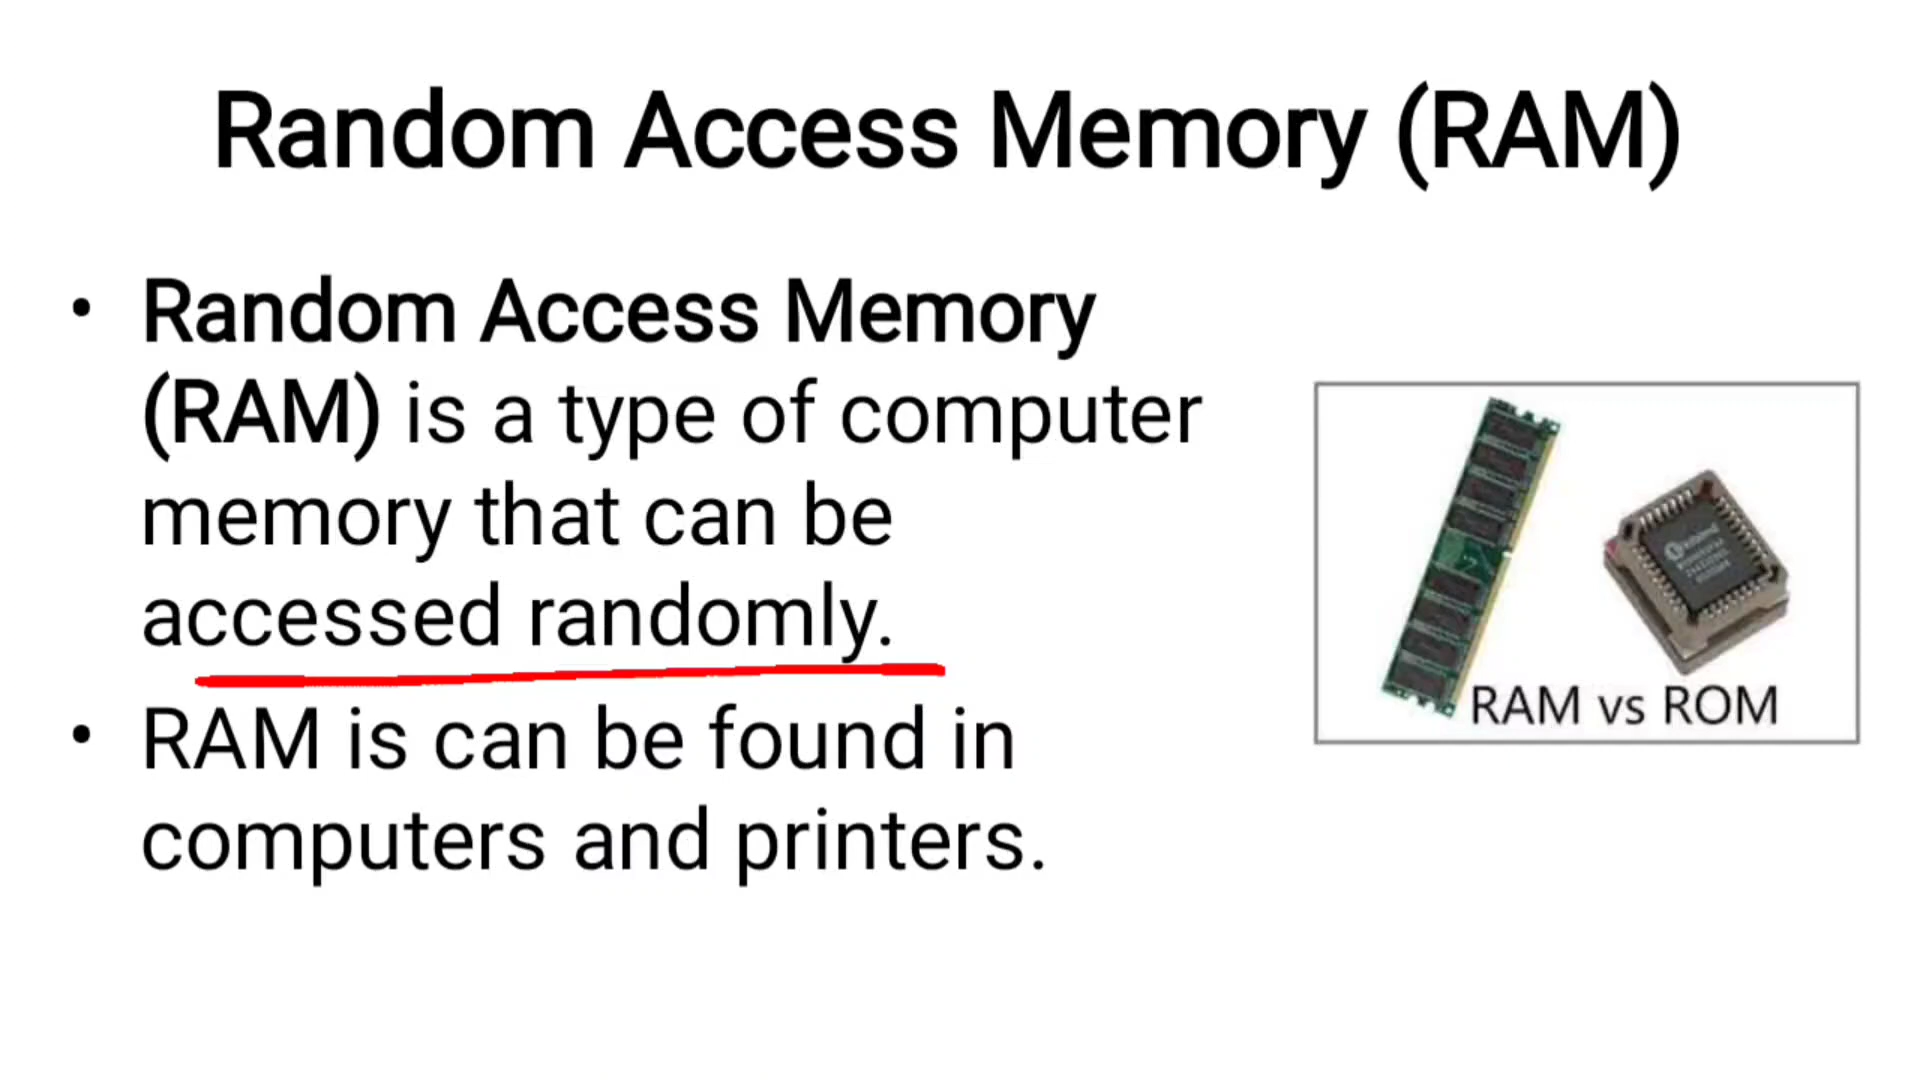 Random Access Memory (RAM)
• Random Access Memory
(RAM) is a type of computer
memory that can be
accessed randomly.
• RAM is can be found in
computers and printers.
RAM vs ROM